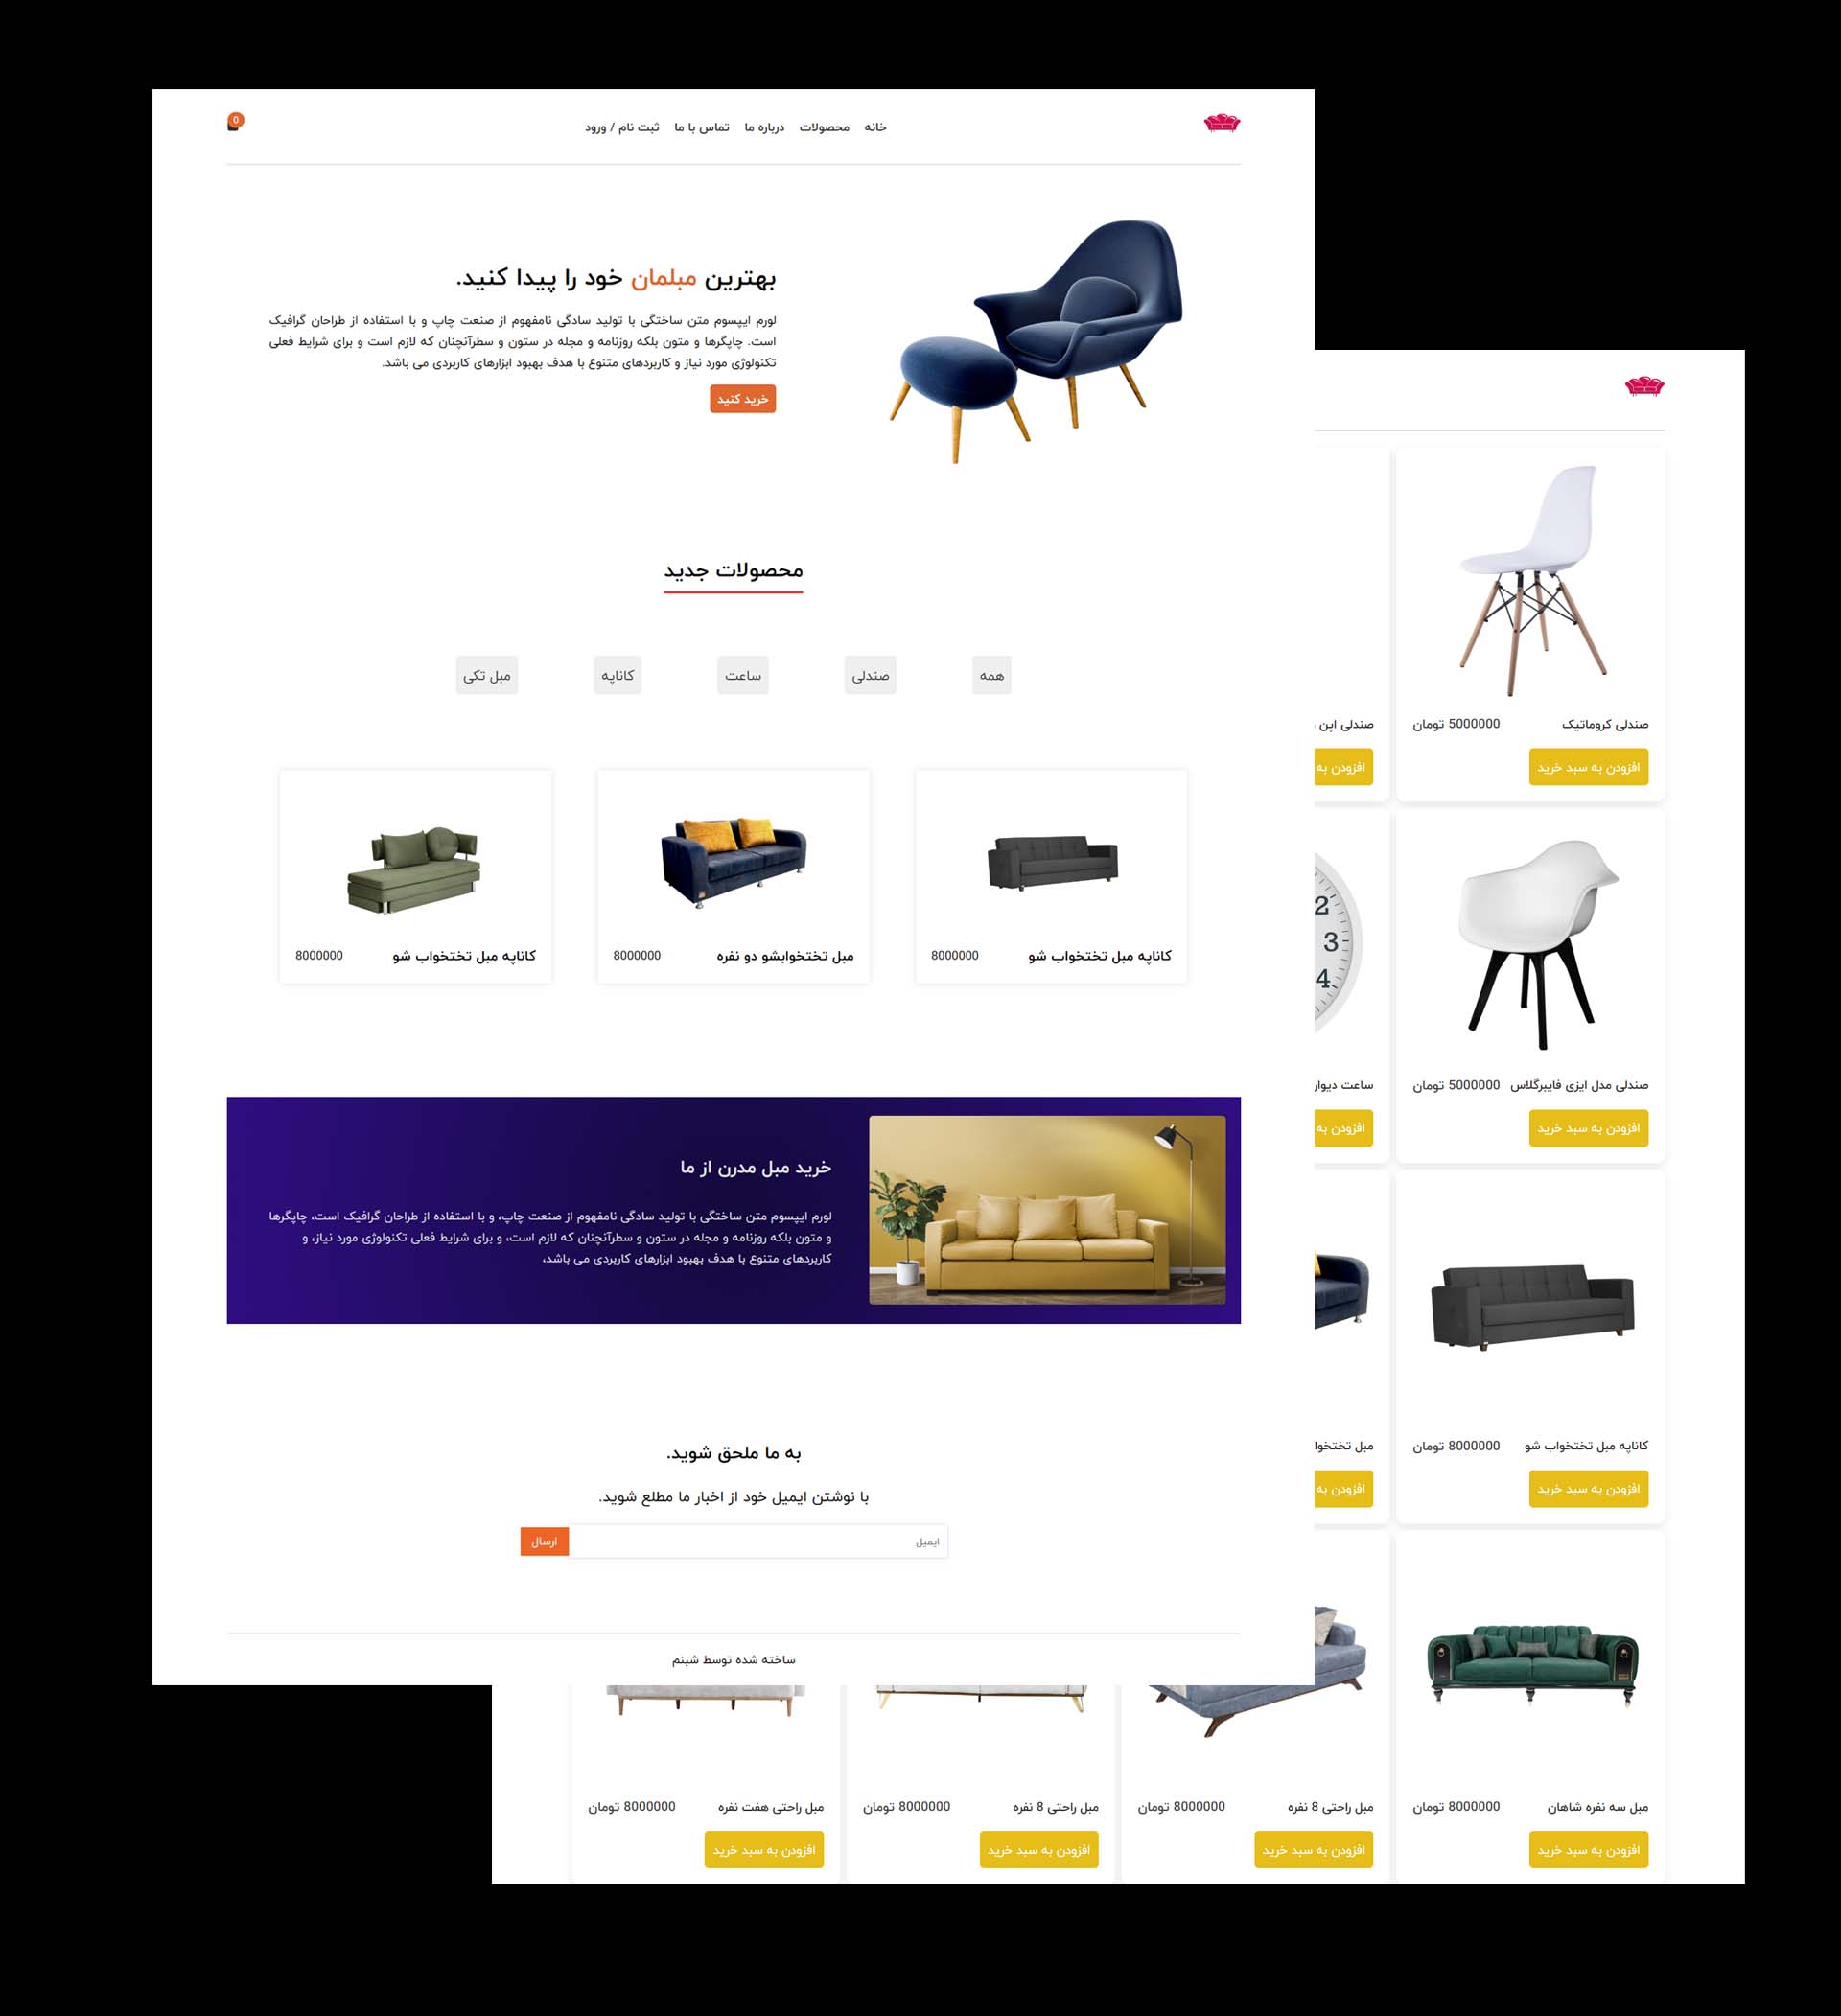 0
خانه
محصولات
درباره ما
تماس با ما
ثبت نام / ورود
بهترین مبلمان خود را پیدا کنید.
لورم ایپسوم متن ساختگی با تولید سادگی نامفهوم از صنعت چاپ و با استفاده از طراحان گرافیک
است. چاپگرها و متون بلکه روزنامه و مجله در ستون و سطرآنچنان که لازم است و برای شرایط فعلی
تکنولوژی مورد نیاز و کاربردهای متنوع با هدف بهبود ابزارهای کاربردی می باشد.
خرید کنید
محصولات جدید
همه
صندلی
ساعت
کاناپه
مبل تکی
کاناپه مبل تختخواب شو
8000000
مبل تختخوابشو دو نفره
8000000
کاناپه مبل تختخواب شو
8000000
خرید مبل مدرن از ما
لورم ایپسوم متن ساختگی با تولید سادگی نامفهوم از صنعت چاپ، و با استفاده از طراحان گرافیک است، چاپگرها
و متون بلکه روزنامه و مجله در ستون و سطرآنچنان که لازم است، و برای شرایط فعلی تکنولوژی مورد نیاز، و
کاربردهای متنوع با هدف بهبود ابزارهای کاربردی می باشد،
به ما ملحق شوید.
با نوشتن ایمیل خود از اخبار ما مطلع شوید.
ایمیل
ارسال
ساخته شده توسط شبنم
صندلی کروماتیک
5000000 تومان
افزودن به سبد خرید
صندلی اپن
افزودن به
صندلی مدل ایزی فایبرگلاس
5000000 تومان
افزودن به سبد خرید
2
3
4
ساعت دیوار
افزودن به
کاناپه مبل تختخواب شو
8000000 تومان
افزودن به سبد خرید
مبل تختخوا
افزودن به
مبل سه نفره شاهان
8000000 تومان
افزودن به سبد خرید
مبل راحتی 8 نفره
8000000 تومان
افزودن به سبد خرید
مبل راحتی 8 نفره
8000000 تومان
افزودن به سبد خرید
مبل راحتی هفت نفره
8000000 تومان
افزودن به سبد خرید